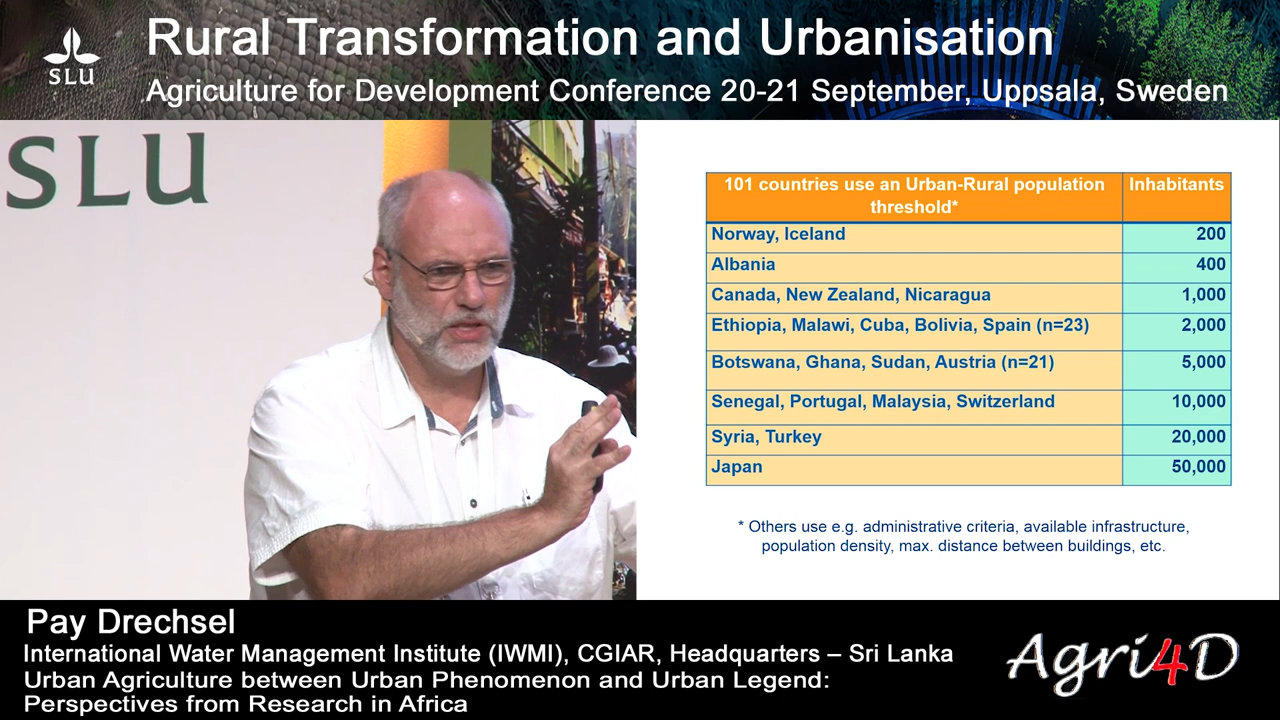 SLU
Rural Transformation and Urbanisation
Agriculture for Development Conference 20-21 September, Uppsala, Sweden
SLU
101 countries use an Urban-Rural population threshold* Inhabitants
Norway, Iceland 200
Albania 400
Canada, New Zealand, Nicaragua 1,000
Ethiopia, Malawi, Cuba, Bolivia, Spain (n=23) 2,000
Botswana, Ghana, Sudan, Austria (n=21) 5,000
Senegal, Portugal, Malaysia, Switzerland 10,000
Syria, Turkey 20,000
Japan 50,000
* Others use e.g. administrative criteria, available infrastructure,
population density, max. distance between buildings, etc.
Pay Drechsel
International Water Management Institute (IWMI), CGIAR, Headquarters – Sri Lanka
Urban Agriculture between Urban Phenomenon and Urban Legend:
Perspectives from Research in Africa
Agri4D